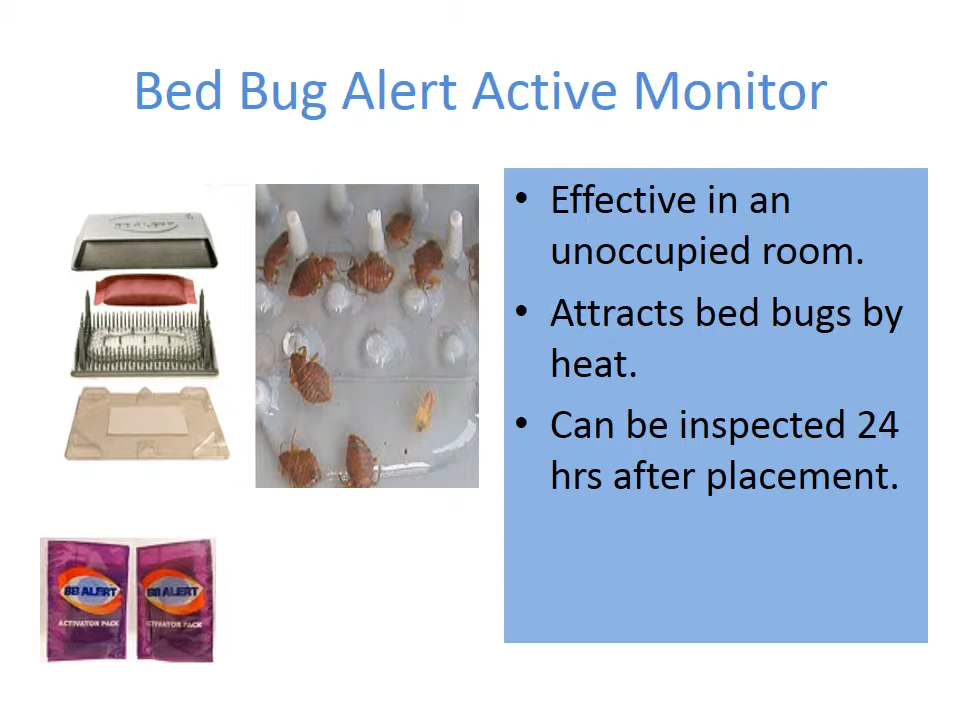 Bed Bug Alert Active Monitor
• Effective in an
unoccupied room.
• Attracts bed bugs by
heat.
• Can be inspected 24
hrs after placement.
BB ALERT
ACTIVATOR PACK
BB ALERT
ACTIVATOR PACK